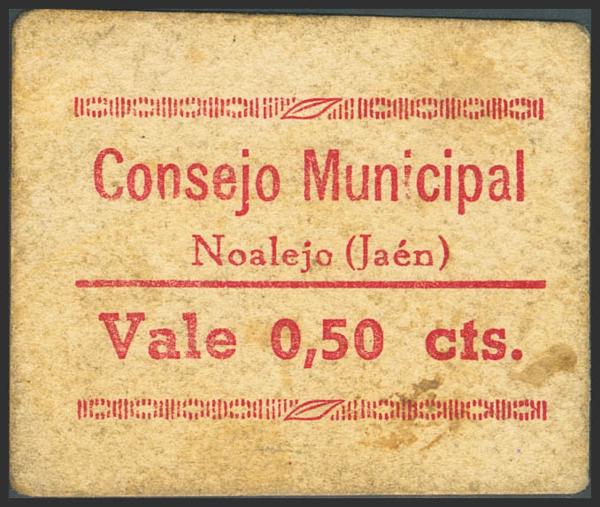 Consejo Municipal
Noalejo (Jaén)
Vale 0,50 cts.